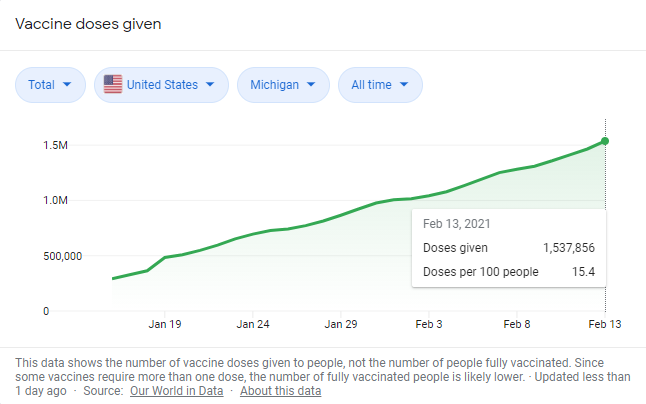 Vaccine doses given
Total United States Michigan All time
1.5M
1.0M
500,000
0
Feb 13, 2021
Doses given 1,537,856
Doses per 100 people 15.4
Jan 19 Jan 24 Jan 29 Feb 3 Feb 8 Feb 13
This data shows the number of vaccine doses given to people, not the number of people fully vaccinated. Since
some vaccines require more than one dose, the number of fully vaccinated people is likely lower. · Updated less than
1 day ago · Source: Our World in Data · About this data